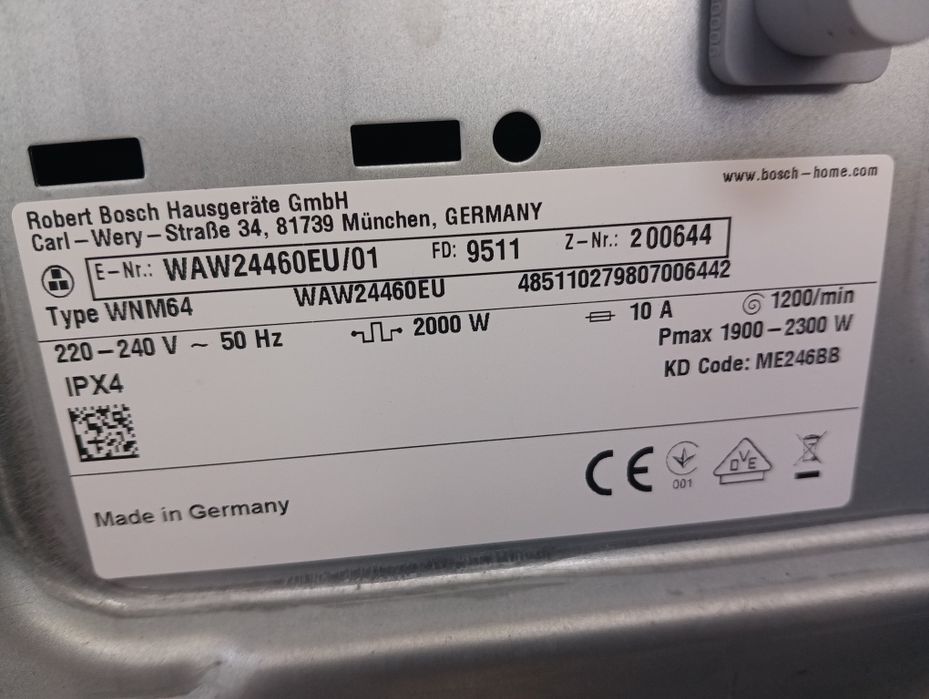 www.bosch-home.com
Robert Bosch Hausgeräte GmbH
Carl-Wery-Straße 34, 81739 München, GERMANY
E-Nr.: WAW24460EU/01 FD: 9511 Z-Nr.: 200644
Type WNM64 WAW24460EU 485110279807006442
220-240 V ~ 50 Hz 2000 W 10 A 1200/min
Pmax 1900-2300 W
IPX4 KD Code: ME246BB
CE 001 DVE
Made in Germany